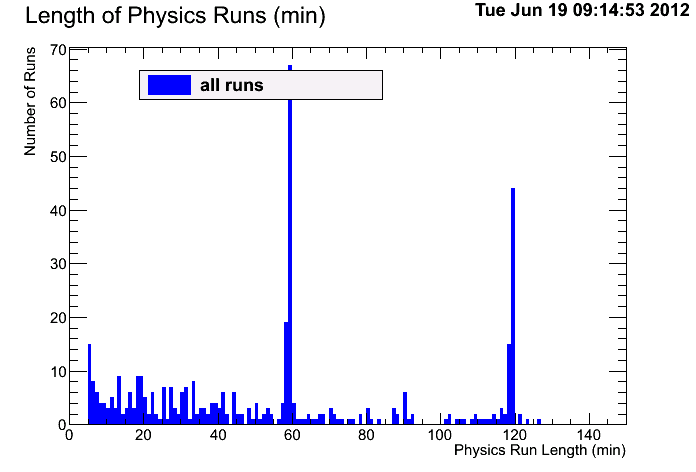 Length of Physics Runs (min)
Tue Jun 19 09:14:53 2012
Number of Runs
all runs
70
60
50
40
30
20
10
0
0 20 40 60 80 100 120 140
Physics Run Length (min)